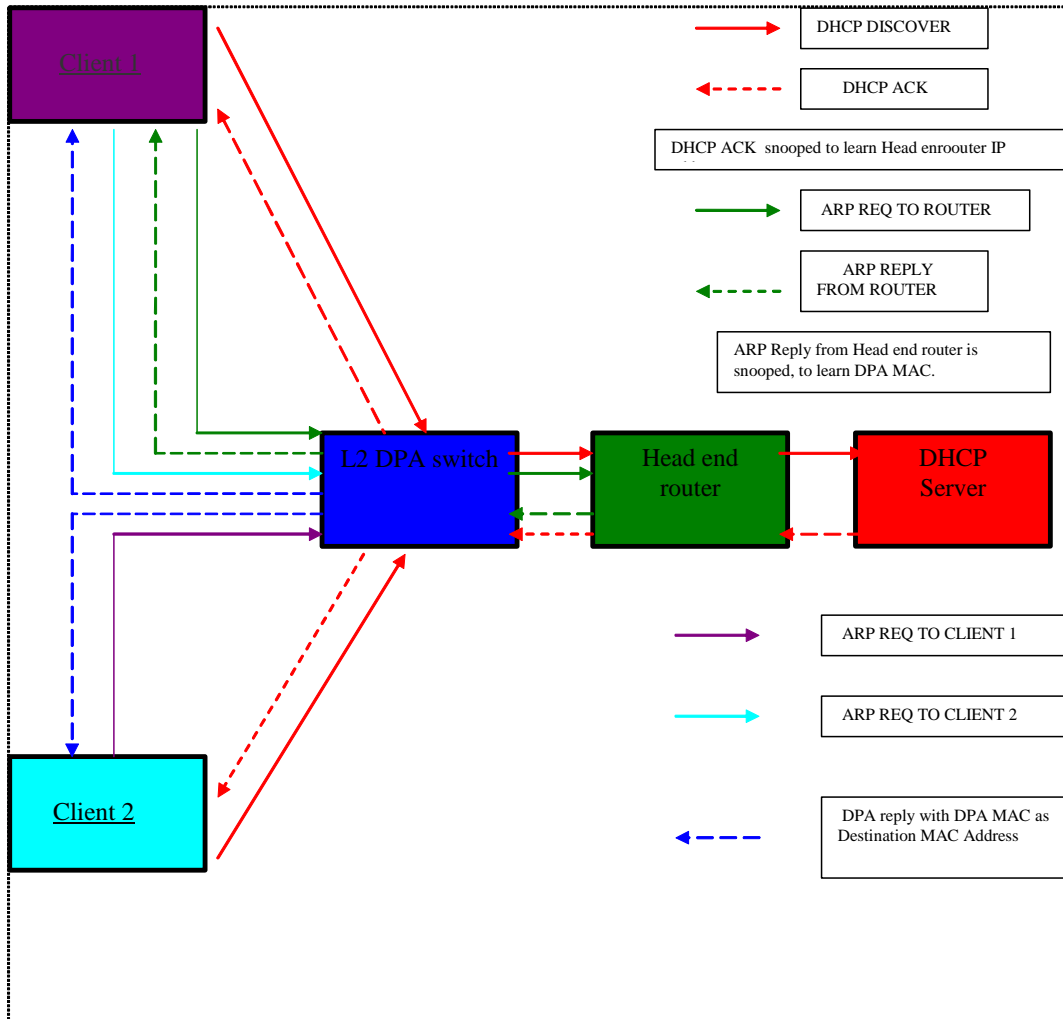 Client 1
DHCP DISCOVER
DHCP ACK
DHCP ACK snooped to learn Head enroouter IP
ARP REQ TO ROUTER
ARP REPLY
FROM ROUTER
ARP Reply from Head end router is
snooped, to learn DPA MAC.
L2 DPA switch
Head end
router
DHCP
Server
ARP REQ TO CLIENT 1
ARP REQ TO CLIENT 2
Client 2
DPA reply with DPA MAC as
Destination MAC Address